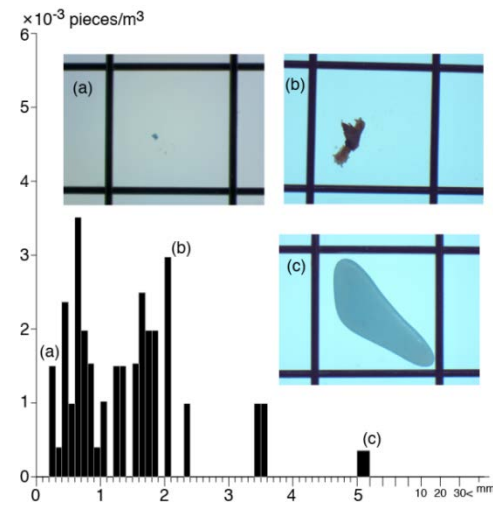 ×10⁻³ pieces/m³
6
5
4
3
2
1
0
(a)
(b)
(c)
(a)
(b)
(c)
0 1 2 3 4 5 10 20 30< mm